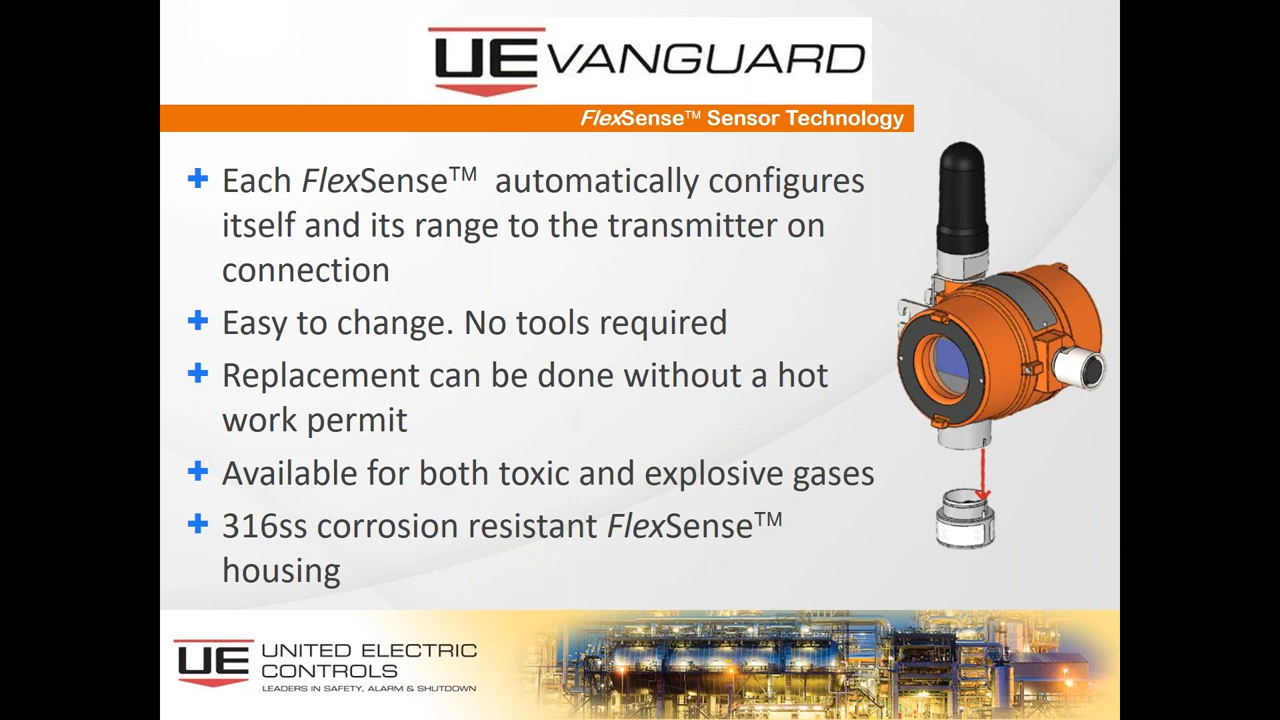 UE VANGUARD
FlexSense™ Sensor Technology
Each FlexSense™ automatically configures
itself and its range to the transmitter on
connection
Easy to change. No tools required
Replacement can be done without a hot
work permit
Available for both toxic and explosive gases
316ss corrosion resistant FlexSense™
housing
UE UNITED ELECTRIC
CONTROLS
LEADERS IN SAFETY, ALARM & SHUTDOWN